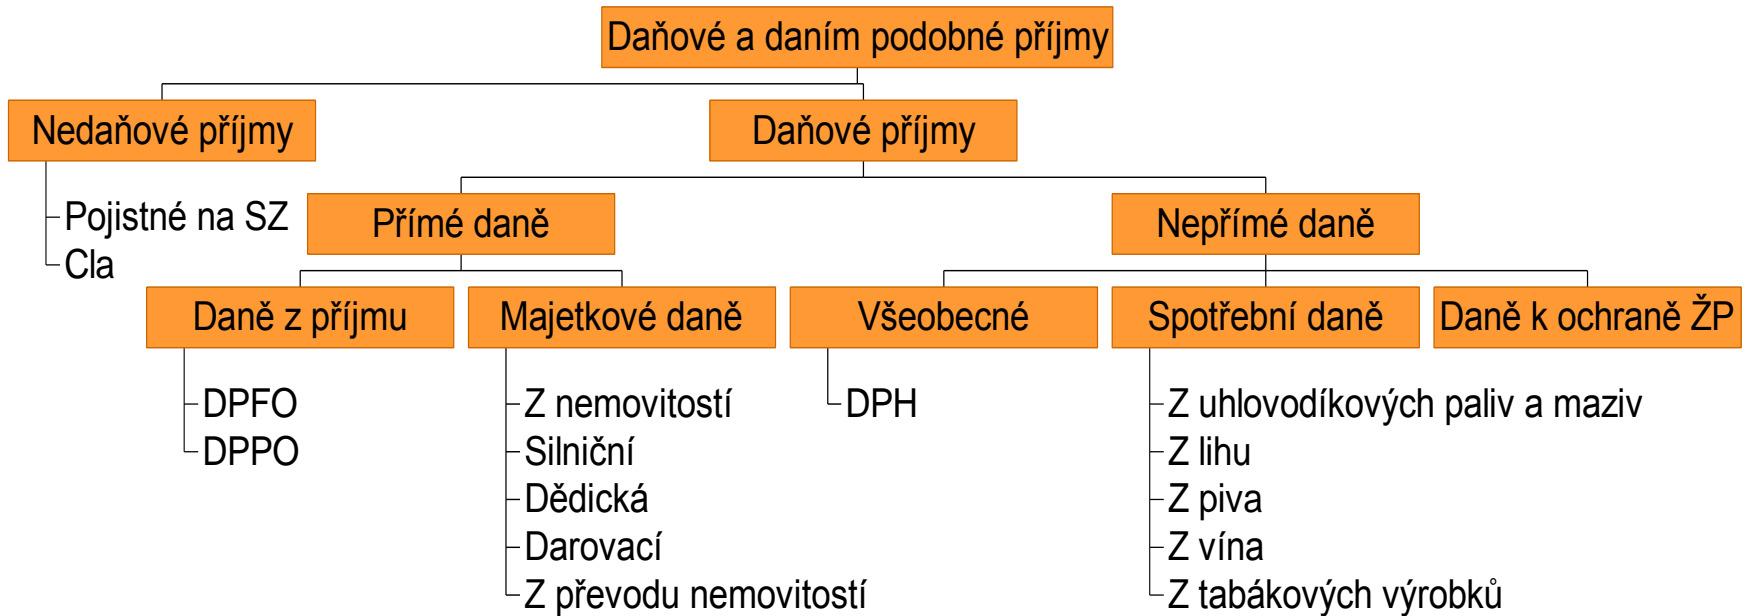 Daňové a daním podobné příjmy
Nedaňové příjmy
Daňové příjmy
Pojistné na SZ
Cla
Přímé daně
Nepřímé daně
Daně z příjmu
Majetkové daně
Všeobecné
Spotřební daně
Daně k ochraně ŽP
DPFO
DPPO
Z nemovitostí
Silniční
Dědická
Darovací
Z převodu nemovitostí
DPH
Z uhlovodíkových paliv a maziv
Z lihu
Z piva
Z vína
Z tabákových výrobků